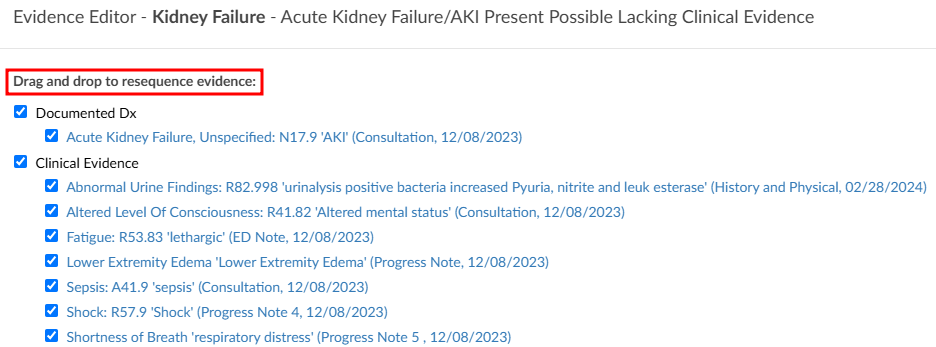 Evidence Editor - Kidney Failure - Acute Kidney Failure/AKI Present Possible Lacking Clinical Evidence
Drag and drop to resequence evidence:
Documented Dx
Acute Kidney Failure, Unspecified: N17.9 'AKI' (Consultation, 12/08/2023)
Clinical Evidence
Abnormal Urine Findings: R82.998 'urinalysis positive bacteria increased Pyuria, nitrite and leuk esterase' (History and Physical, 02/28/2024)
Altered Level Of Consciousness: R41.82 'Altered mental status' (Consultation, 12/08/2023)
Fatigue: R53.83 'lethargic' (ED Note, 12/08/2023)
Lower Extremity Edema 'Lower Extremity Edema' (Progress Note, 12/08/2023)
Sepsis: A41.9 'sepsis' (Consultation, 12/08/2023)
Shock: R57.9 'Shock' (Progress Note 4, 12/08/2023)
Shortness of Breath 'respiratory distress' (Progress Note 5 , 12/08/2023)